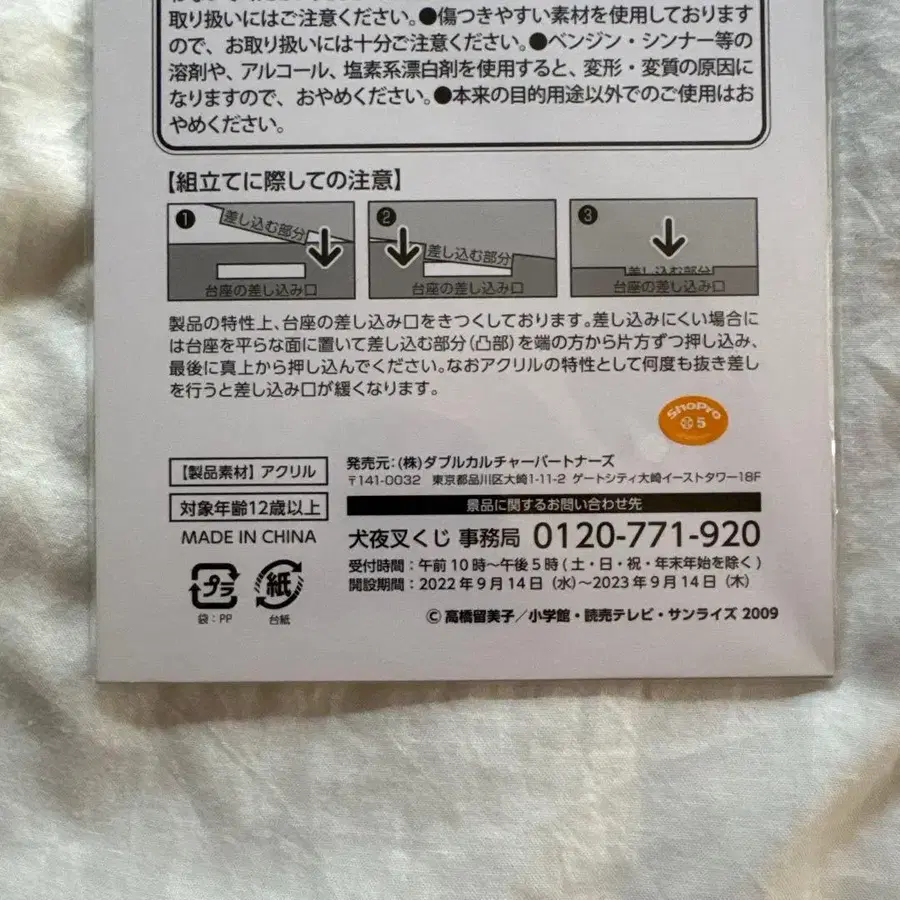 取り扱いにはご注意ください。●傷つきやすい素材を使用しております
ので、お取り扱いには十分ご注意ください。●ベンジン・シンナー等の
溶剤や、アルコール、塩素系漂白剤を使用すると、変形・変質の原因に
なりますので、おやめください。●本来の目的用途以外でのご使用はお
やめください。
【組立てに際しての注意】
1 差し込む部分
台座の差し込み口
2 差し込む部分
台座の差し込み口
3 差し込む部分
台座の差し込み口
製品の特性上、台座の差し込み口をきつくしております。差し込みにくい場合に
は台座を平らな面に置いて差し込む部分(凸部)を端の方から片方ずつ押し込み、
最後に真上から押し込んでください。なおアクリルの特性として何度も抜き差し
を行うと差し込み口が緩くなります。
ShoPro
5
【製品素材】アクリル
対象年齢12歳以上
MADE IN CHINA
プラ
袋:PP
紙
台紙
発売元:(株)ダブルカルチャーパートナーズ
〒141-0032 東京都品川区大崎1-11-2 ゲートシティ大崎イーストタワー18F
景品に関するお問い合わせ先
犬夜叉くじ 事務局 0120-771-920
受付時間:午前10時〜午後5時(土・日・祝・年末年始を除く)
開設期間:2022年9月14日(水)〜2023年9月14日(木)
© 高橋留美子/小学館・読売テレビ・サンライズ 2009